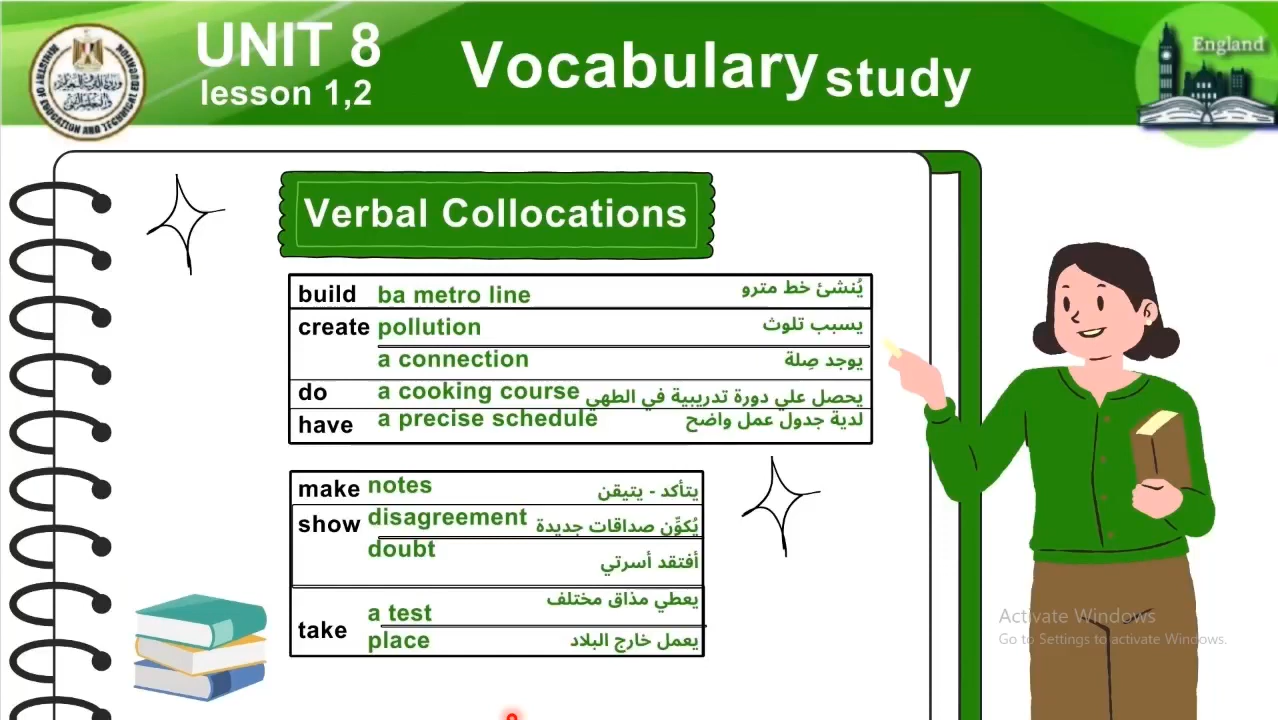 UNIT 8
lesson 1,2
Vocabulary study
England
Verbal Collocations
build ba metro line يُنشئ خط مترو
create pollution يسبب تلوث
a connection يوجد صِلة
do a cooking course يحصل علي دورة تدريبية في الطهي
have a precise schedule لدية جدول عمل واضح
make notes يتأكد - يتيقن
show disagreement يُكوِّن صداقات جديدة
doubt أفتقد أسرتي
يعطي مذاق مختلف
take a test
place يعمل خارج البلاد
Activate Windows
Go to Settings to activate Windows.